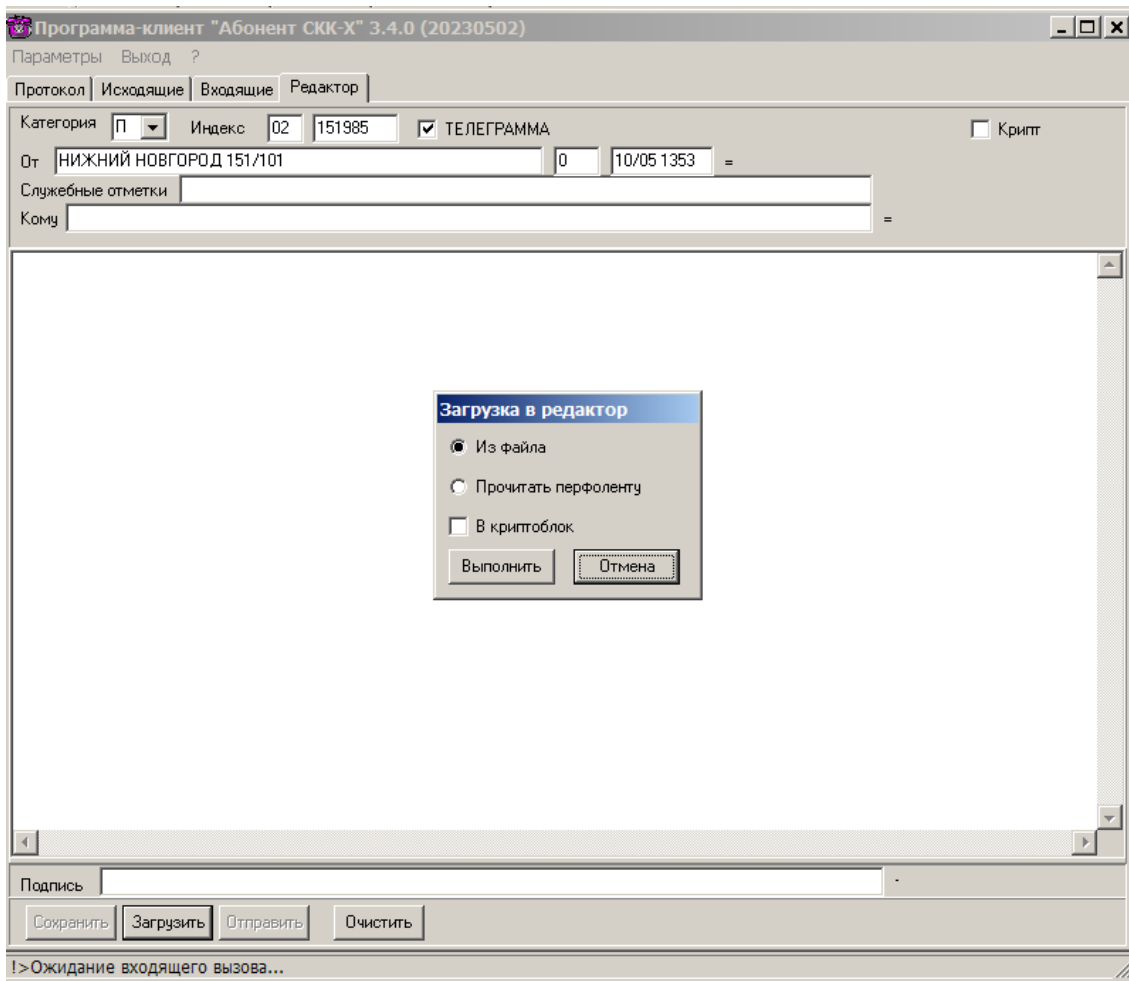 Программа-клиент "Абонент СКК-Х" 3.4.0 (20230502)
Параметры Выход ?
Протокол Исходящие Входящие Редактор
Категория П Индекс 02 151985 ТЕЛЕГРАММА Крипт
От НИЖНИЙ НОВГОРОД 151/101 0 10/05 1353 =
Служебные отметки
Кому =
Загрузка в редактор
Из файла
Прочитать перфоленту
В криптоблок
Выполнить Отмена
Подпись -
Сохранить Загрузить Отправить Очистить
!>Ожидание входящего вызова...